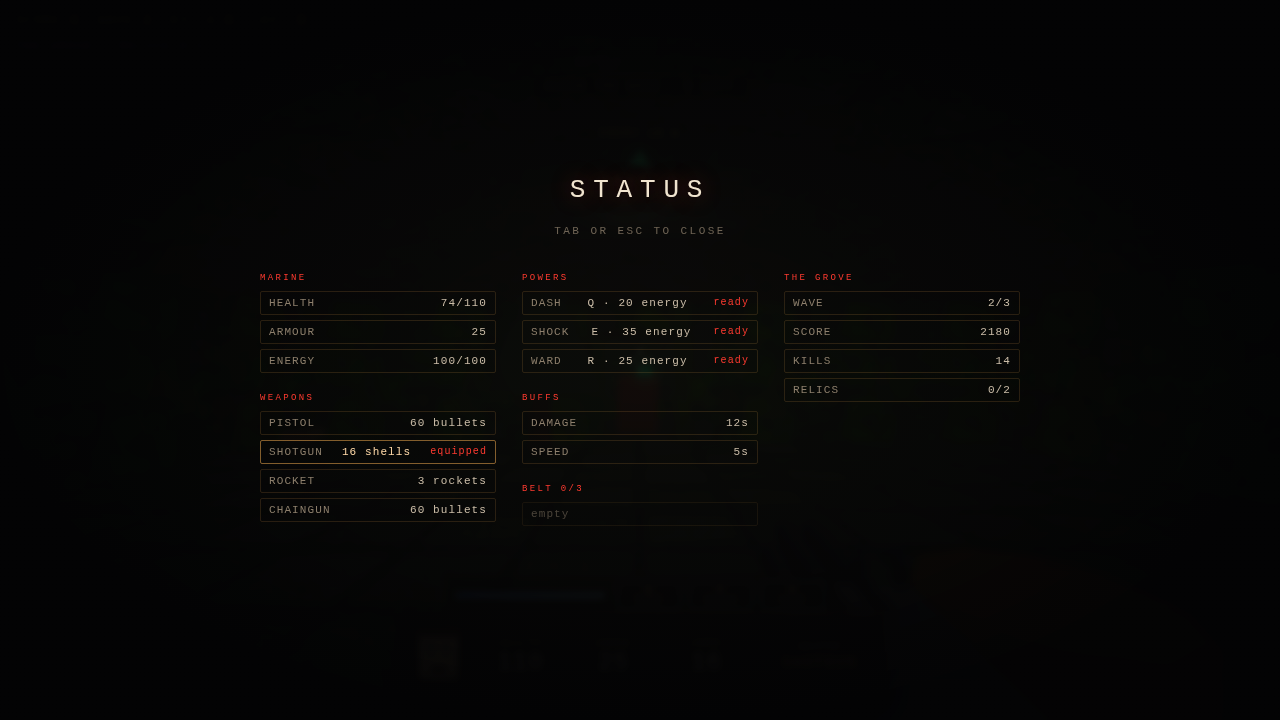 STATUS
TAB OR ESC TO CLOSE
MARINE
HEALTH 74/110
ARMOUR 25
ENERGY 100/100
WEAPONS
PISTOL 60 bullets
SHOTGUN 16 shells equipped
ROCKET 3 rockets
CHAINGUN 60 bullets
POWERS
DASH Q · 20 energy ready
SHOCK E · 35 energy ready
WARD R · 25 energy ready
BUFFS
DAMAGE 12s
SPEED 5s
BELT 0/3
empty
THE GROVE
WAVE 2/3
SCORE 2180
KILLS 14
RELICS 0/2